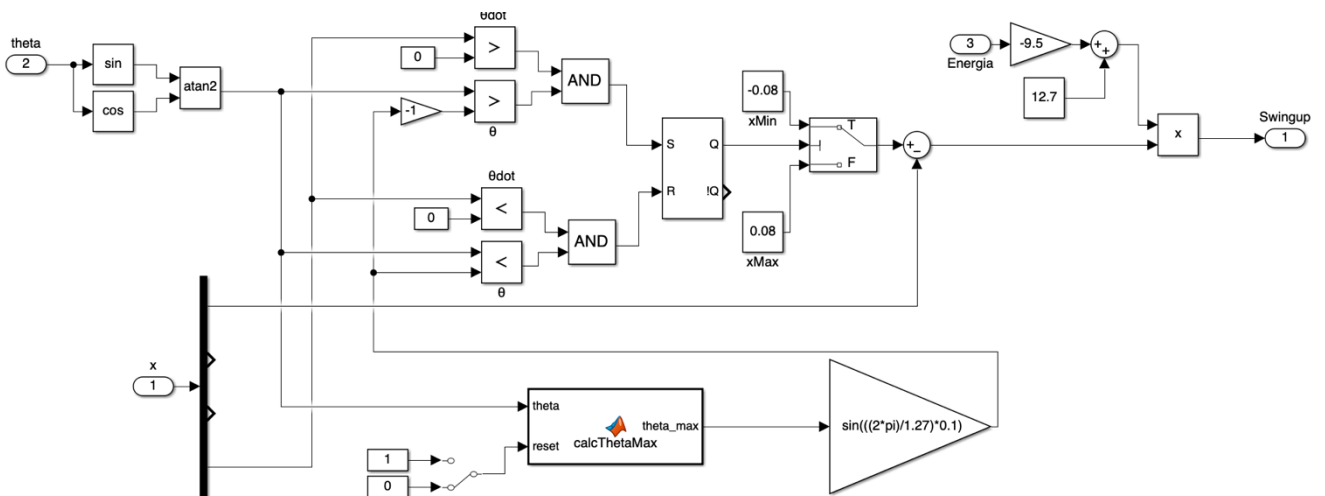 theta
2
sin
cos
atan2
θdot
0
>
-1
>
θ
AND
θdot
0
<
<
θ
AND
S
R
Q
!Q
-0.08
xMin
0.08
xMax
T
F
+
-
3
Energia
-9.5
12.7
+
+
x
Swingup
1
x
1
theta
reset
theta_max
calcThetaMax
1
0
sin(((2*pi)/1.27)*0.1)